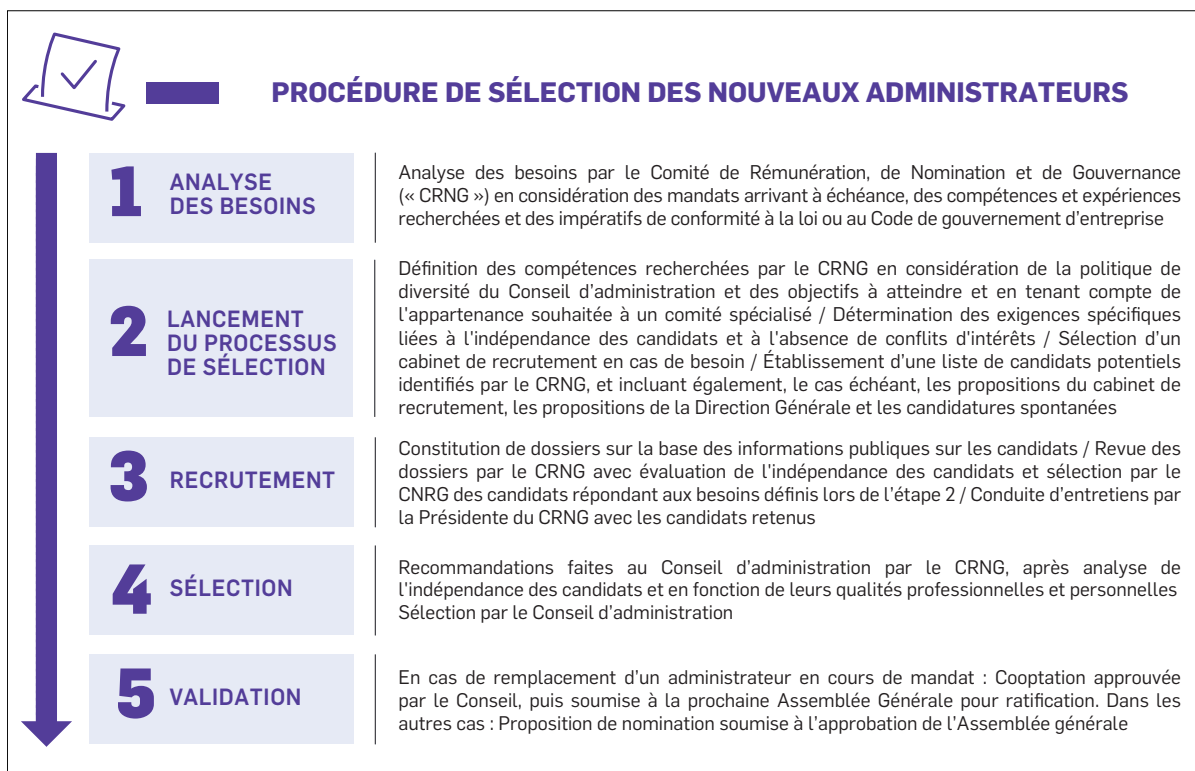 PROCÉDURE DE SÉLECTION DES NOUVEAUX ADMINISTRATEURS
1 ANALYSE
DES BESOINS
Analyse des besoins par le Comité de Rémunération, de Nomination et de Gouvernance
(« CRNG ») en considération des mandats arrivant à échéance, des compétences et expériences
recherchées et des impératifs de conformité à la loi ou au Code de gouvernement d'entreprise
2 LANCEMENT
DU PROCESSUS
DE SÉLECTION
Définition des compétences recherchées par le CRNG en considération de la politique de
diversité du Conseil d'administration et des objectifs à atteindre et en tenant compte de
l'appartenance souhaitée à un comité spécialisé / Détermination des exigences spécifiques
liées à l'indépendance des candidats et à l'absence de conflits d'intérêts / Sélection d'un
cabinet de recrutement en cas de besoin / Établissement d'une liste de candidats potentiels
identifiés par le CRNG, et incluant également, le cas échéant, les propositions du cabinet de
recrutement, les propositions de la Direction Générale et les candidatures spontanées
3 RECRUTEMENT
Constitution de dossiers sur la base des informations publiques sur les candidats / Revue des
dossiers par le CRNG avec évaluation de l'indépendance des candidats et sélection par le
CNRG des candidats répondant aux besoins définis lors de l'étape 2 / Conduite d'entretiens par
la Présidente du CRNG avec les candidats retenus
4 SÉLECTION
Recommandations faites au Conseil d'administration par le CRNG, après analyse de
l'indépendance des candidats et en fonction de leurs qualités professionnelles et personnelles
Sélection par le Conseil d'administration
5 VALIDATION
En cas de remplacement d'un administrateur en cours de mandat : Cooptation approuvée
par le Conseil, puis soumise à la prochaine Assemblée Générale pour ratification. Dans les
autres cas : Proposition de nomination soumise à l'approbation de l'Assemblée générale